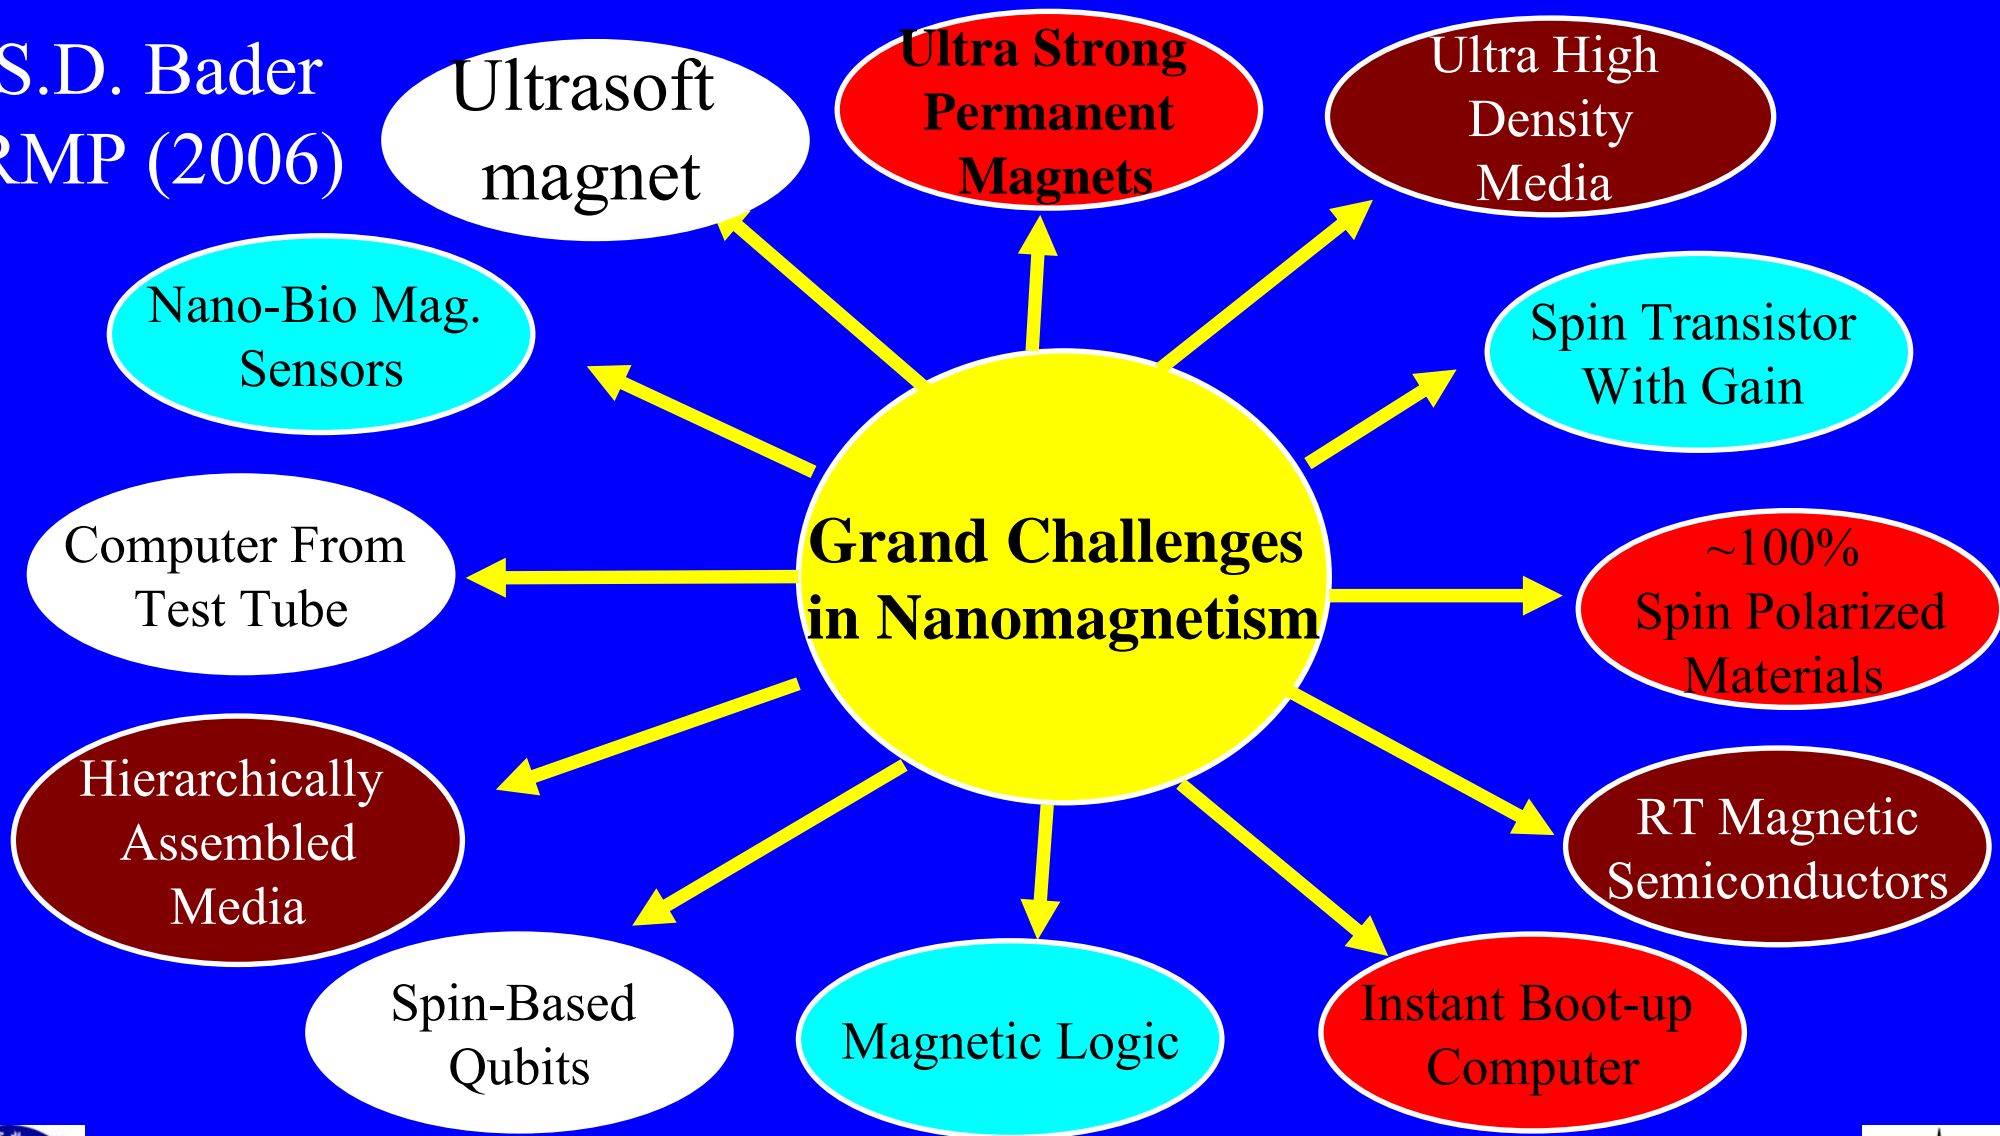 S.D. Bader
RMP (2006)
Ultrasoft
magnet
Ultra Strong
Permanent
Magnets
Ultra High
Density
Media
Nano-Bio Mag.
Sensors
Spin Transistor
With Gain
Computer From
Test Tube
Grand Challenges
in Nanomagnetism
~100%
Spin Polarized
Materials
Hierarchically
Assembled
Media
RT Magnetic
Semiconductors
Spin-Based
Qubits
Magnetic Logic
Instant Boot-up
Computer